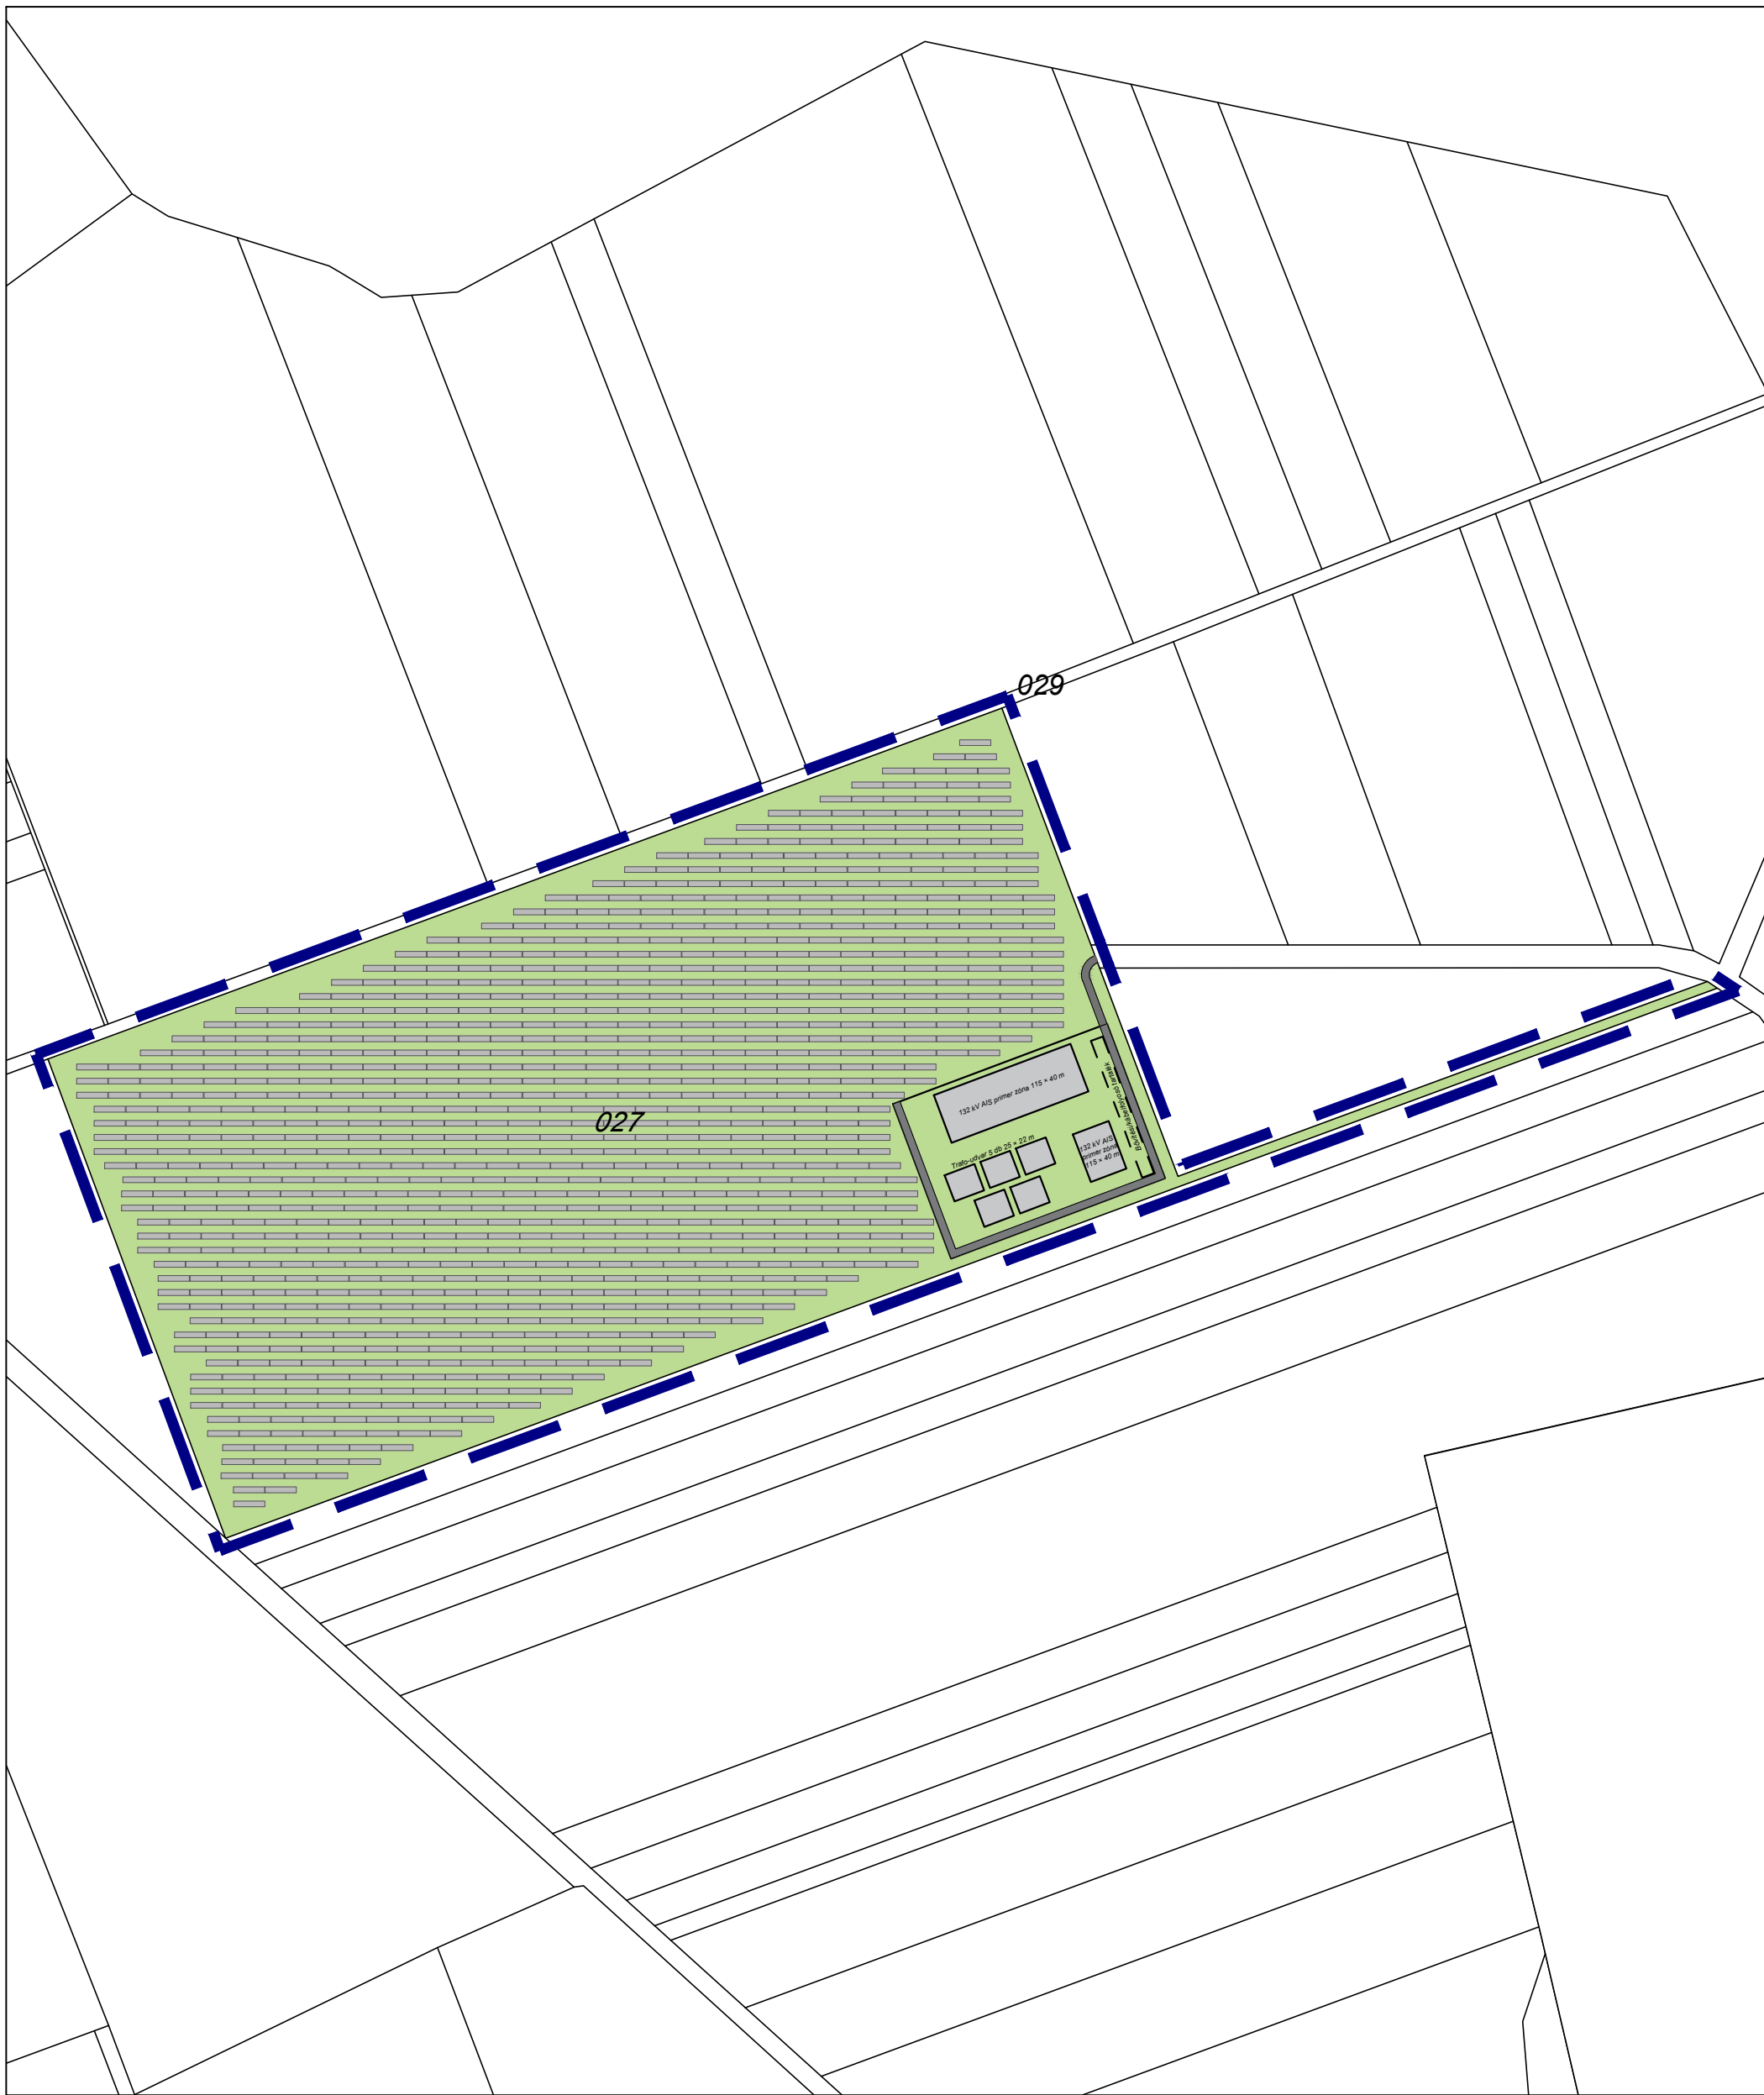 029
027
132 kV AIS primer zóna 115 × 40 m
Trafo-udvar 5 db 25 × 22 m
132 kV AIS
primer zóna
115 × 40 m